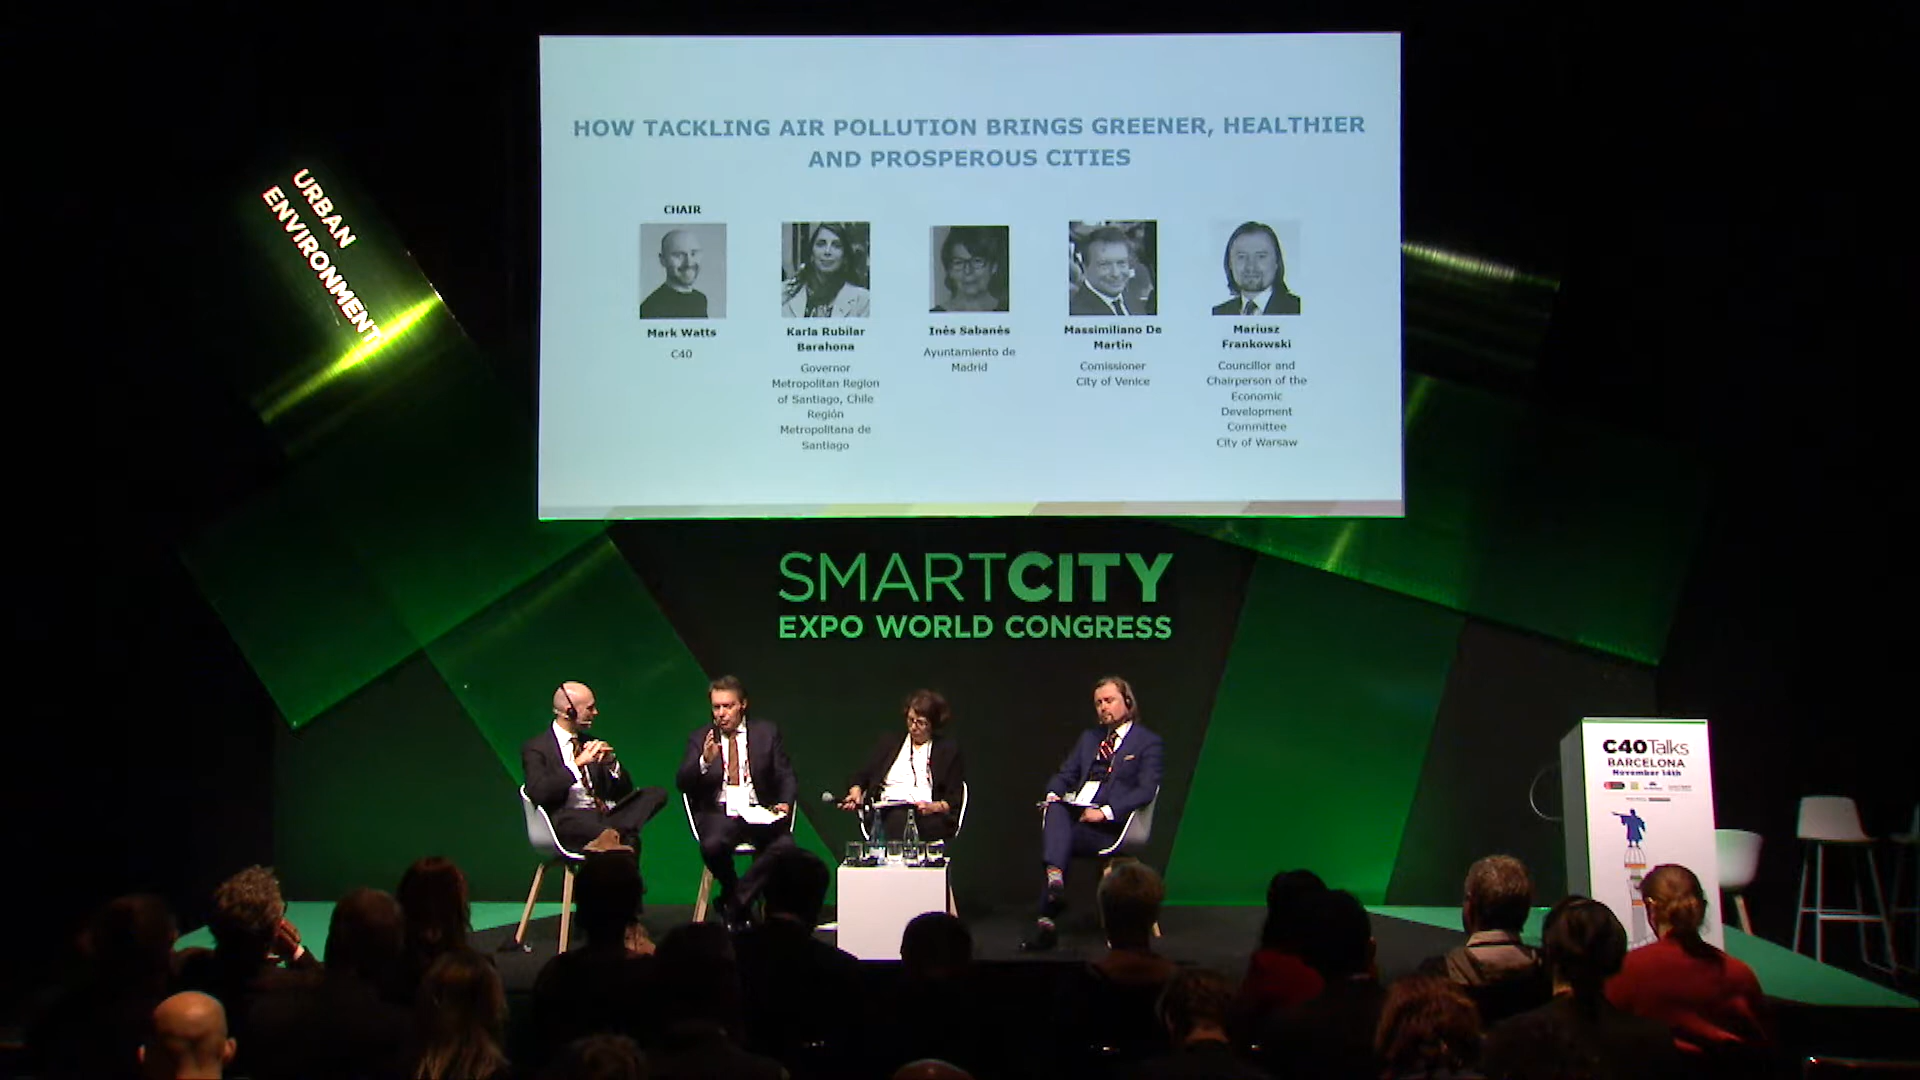 HOW TACKLING AIR POLLUTION BRINGS GREENER, HEALTHIER
AND PROSPEROUS CITIES
CHAIR
Mark Watts
C40
Karla Rubilar
Barahona
Governor
Metropolitan Region
of Santiago, Chile
Región
Metropolitana de
Santiago
Inés Sabanés
Ayuntamiento de
Madrid
Massimiliano De
Martin
Comissioner
City of Venice
Mariusz
Frankowski
Councillor and
Chairperson of the
Economic
Development
Committee
City of Warsaw
URBAN
ENVIRONMENT
SMARTCITY
EXPO WORLD CONGRESS
C40Talks
BARCELONA
November 14th